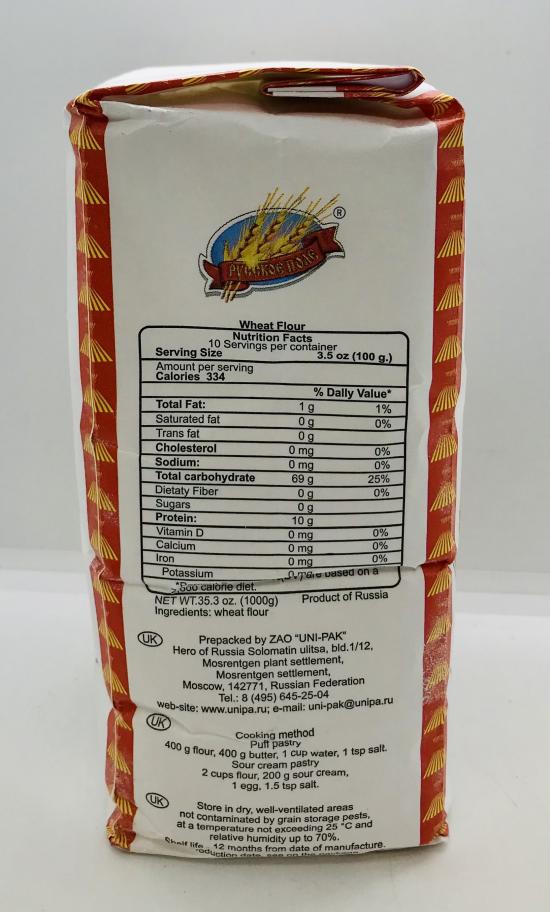 ®
РУССКОЕ ПОЛЕ
Wheat Flour
Nutrition Facts
10 Servings per container
Serving Size 3.5 oz (100 g.)
Amount per serving
Calories 334
% Daily Value*
Total Fat: 1 g 1%
Saturated fat 0 g 0%
Trans fat 0 g
Cholesterol 0 mg 0%
Sodium: 0 mg 0%
Total carbohydrate 69 g 25%
Dietaty Fiber 0 g 0%
Sugars 0 g
Protein: 10 g
Vitamin D 0 mg 0%
Calcium 0 mg 0%
Iron 0 mg 0%
Potassium
based on a
calorie diet.
NET WT.35.3 oz. (1000g) Product of Russia
Ingredients: wheat flour
UK Prepacked by ZAO "UNI-PAK"
Hero of Russia Solomatin ulitsa, bld.1/12,
Mosrentgen plant settlement,
Mosrentgen settlement,
Moscow, 142771, Russian Federation
Tel.: 8 (495) 645-25-04
web-site: www.unipa.ru; e-mail: uni-pak@unipa.ru
UK
Cooking method
Puff pastry
400 g flour, 400 g butter, 1 cup water, 1 tsp salt.
Sour cream pastry
2 cups flour, 200 g sour cream,
1 egg, 1.5 tsp salt.
UK
Store in dry, well-ventilated areas
not contaminated by grain storage pests,
at a temperature not exceeding 25 °C and
relative humidity up to 70%.
Shelf life 12 months from date of manufacture.